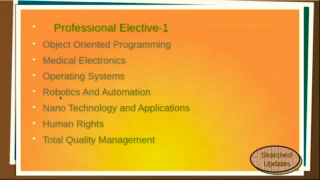 Professional Elective-1
• Object Oriented Programming
• Medical Electronics
• Operating Systems
• Robotics And Automation
• Nano Technology and Applications
• Human Rights
• Total Quality Management
Searched
Updates